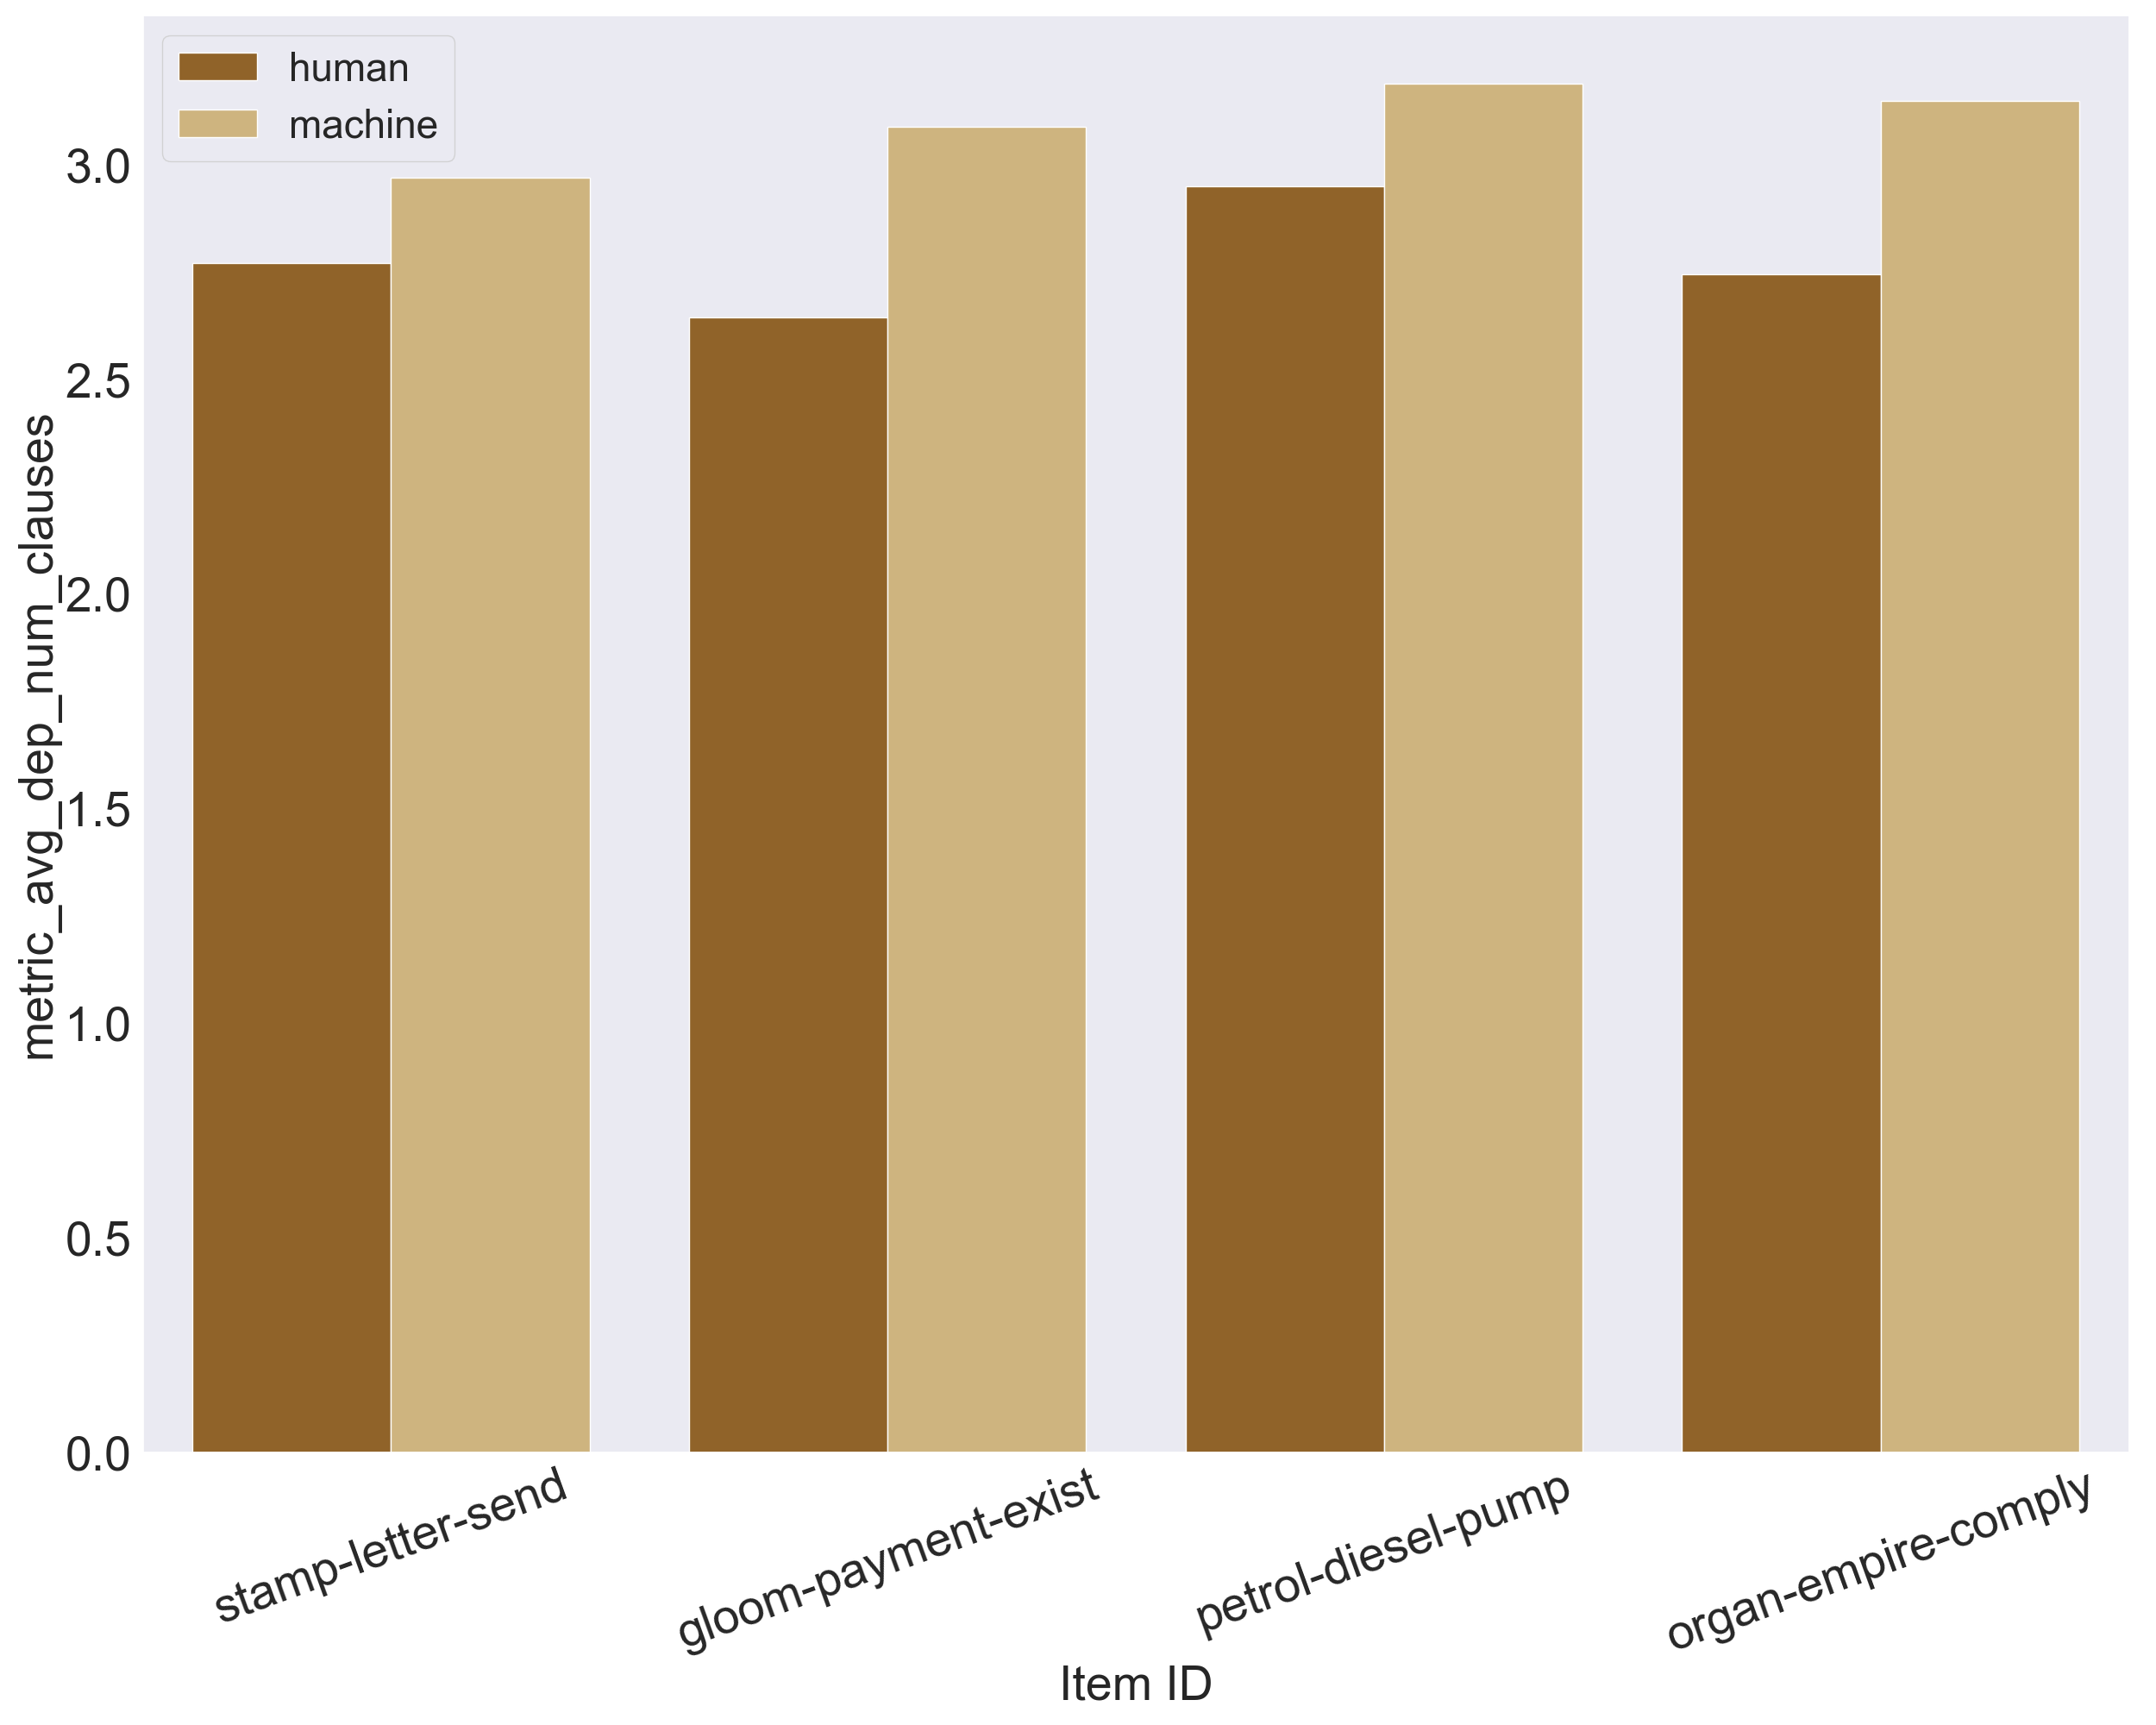 human
machine
3.0
2.5
2.0
1.5
1.0
0.5
0.0
metric_avg_dep_num_clauses
stamp-letter-send
gloom-payment-exist
petrol-diesel-pump
organ-empire-comply
Item ID